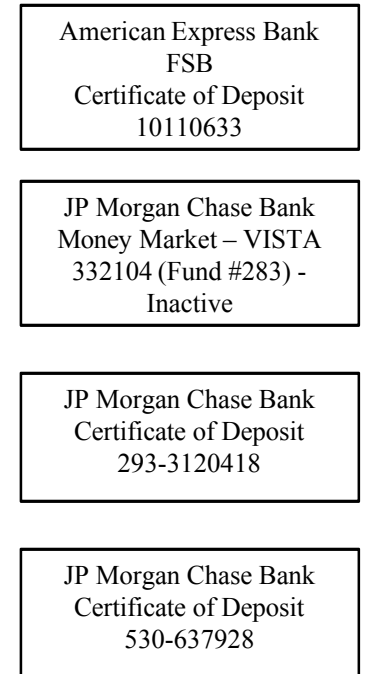 American Express Bank
FSB
Certificate of Deposit
10110633
JP Morgan Chase Bank
Money Market – VISTA
332104 (Fund #283) -
Inactive
JP Morgan Chase Bank
Certificate of Deposit
293-3120418
JP Morgan Chase Bank
Certificate of Deposit
530-637928